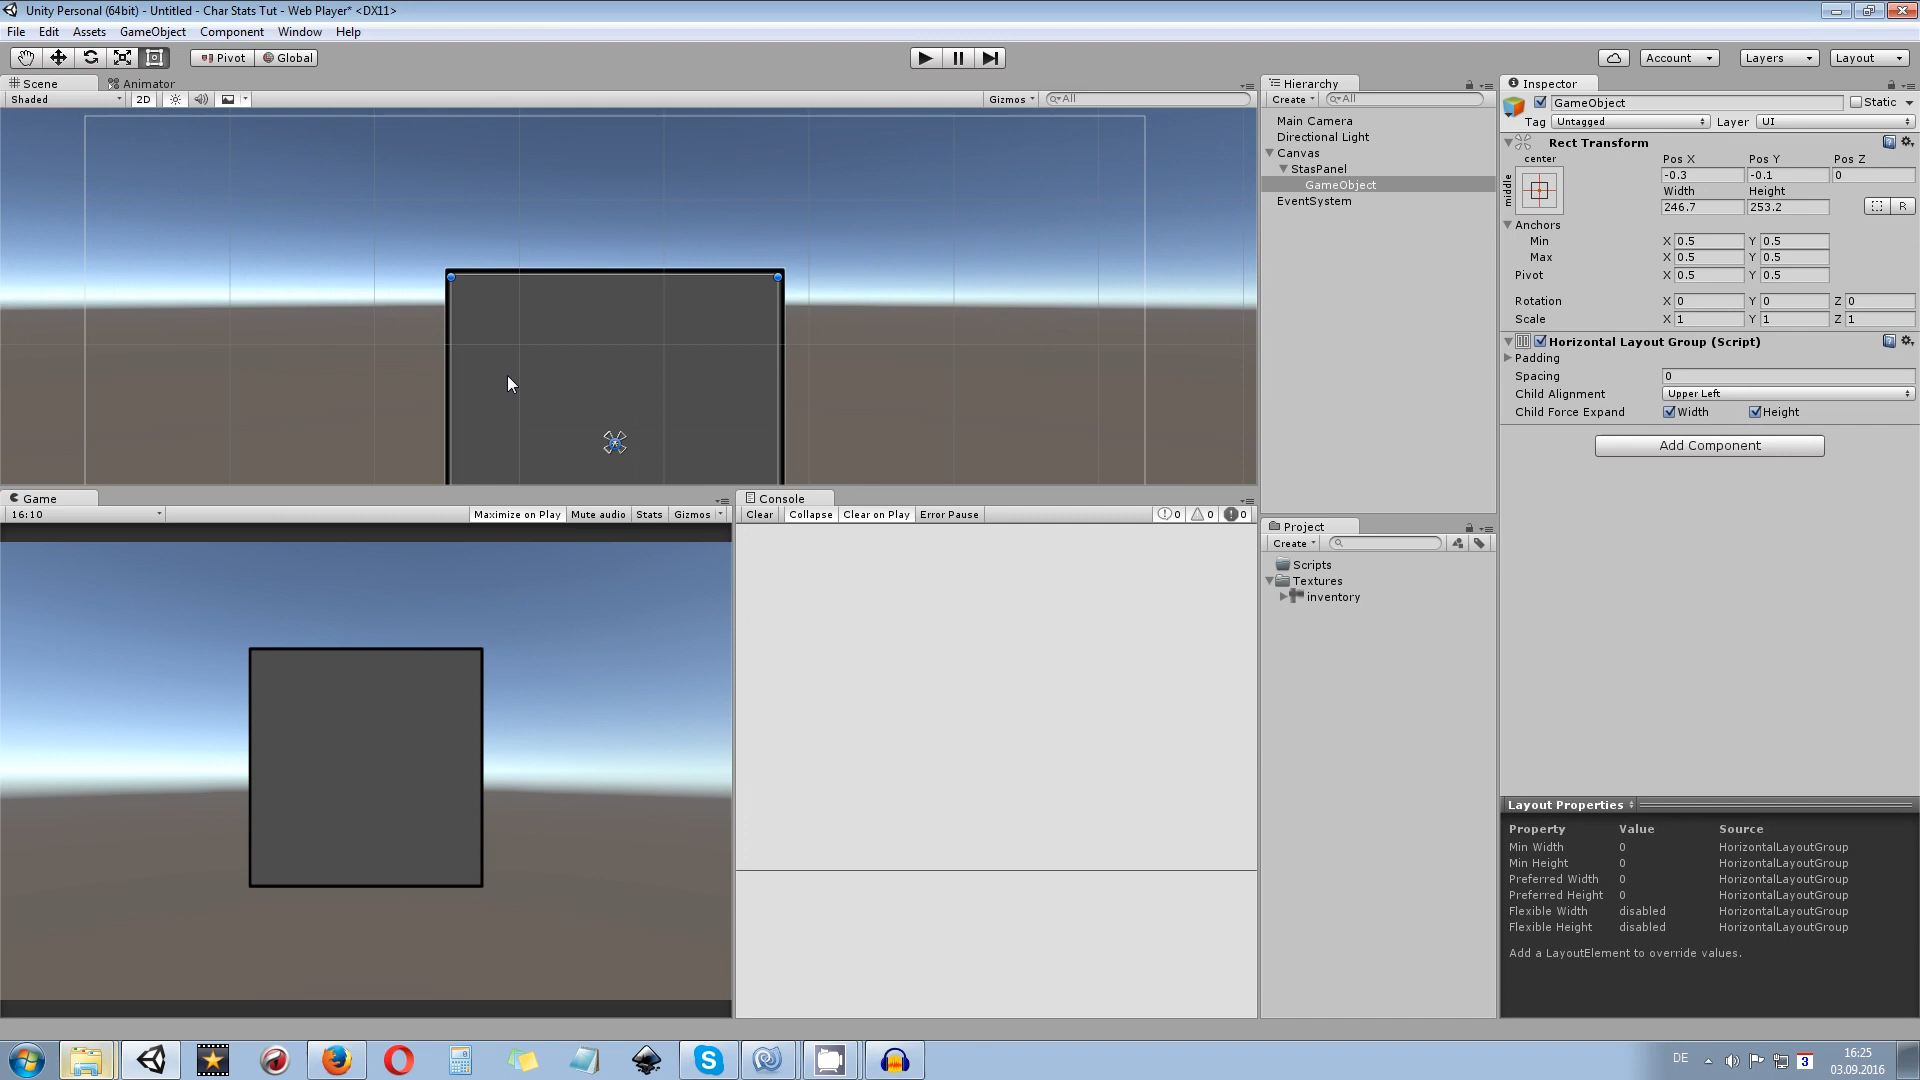 Unity Personal (64bit) - Untitled - Char Stats Tut - Web Player* <DX11>
File Edit Assets GameObject Component Window Help
Pivot Global Account Layers Layout
Scene Animator
Shaded 2D Gizmos All
Hierarchy
Create All
Main Camera
Directional Light
Canvas
StasPanel
GameObject
EventSystem
Inspector
GameObject Static
Tag Untagged Layer UI
Rect Transform
center
middle
Pos X Pos Y Pos Z
-0.3 -0.1 0
Width Height
246.7 253.2 R
Anchors
Min X 0.5 Y 0.5
Max X 0.5 Y 0.5
Pivot X 0.5 Y 0.5
Rotation X 0 Y 0 Z 0
Scale X 1 Y 1 Z 1
Horizontal Layout Group (Script)
Padding
Spacing 0
Child Alignment Upper Left
Child Force Expand Width Height
Add Component
Game
16:10 Maximize on Play Mute audio Stats Gizmos
Console
Clear Collapse Clear on Play Error Pause 0 0 0
Project
Create
Scripts
Textures
inventory
Layout Properties
Property Value Source
Min Width 0 HorizontalLayoutGroup
Min Height 0 HorizontalLayoutGroup
Preferred Width 0 HorizontalLayoutGroup
Preferred Height 0 HorizontalLayoutGroup
Flexible Width disabled HorizontalLayoutGroup
Flexible Height disabled HorizontalLayoutGroup
Add a LayoutElement to override values.
DE 3 16:25
03.09.2016